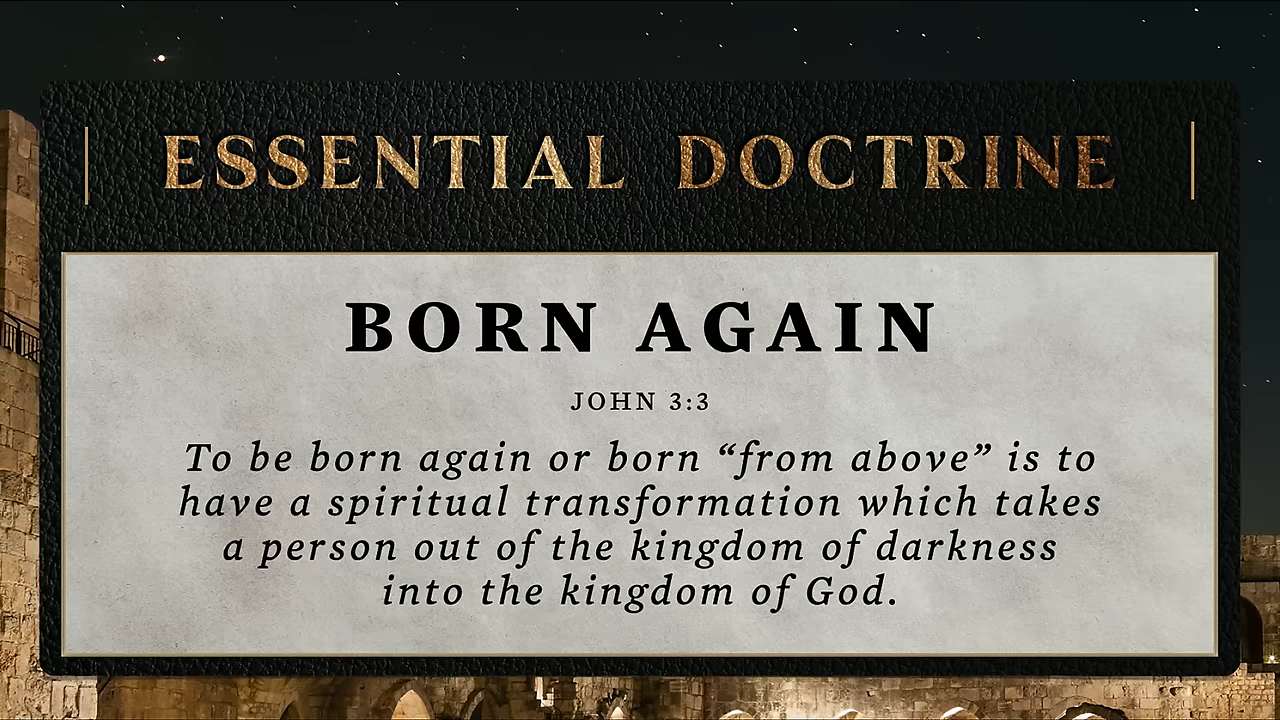 ESSENTIAL DOCTRINE
BORN AGAIN
JOHN 3:3
To be born again or born “from above” is to
have a spiritual transformation which takes
a person out of the kingdom of darkness
into the kingdom of God.